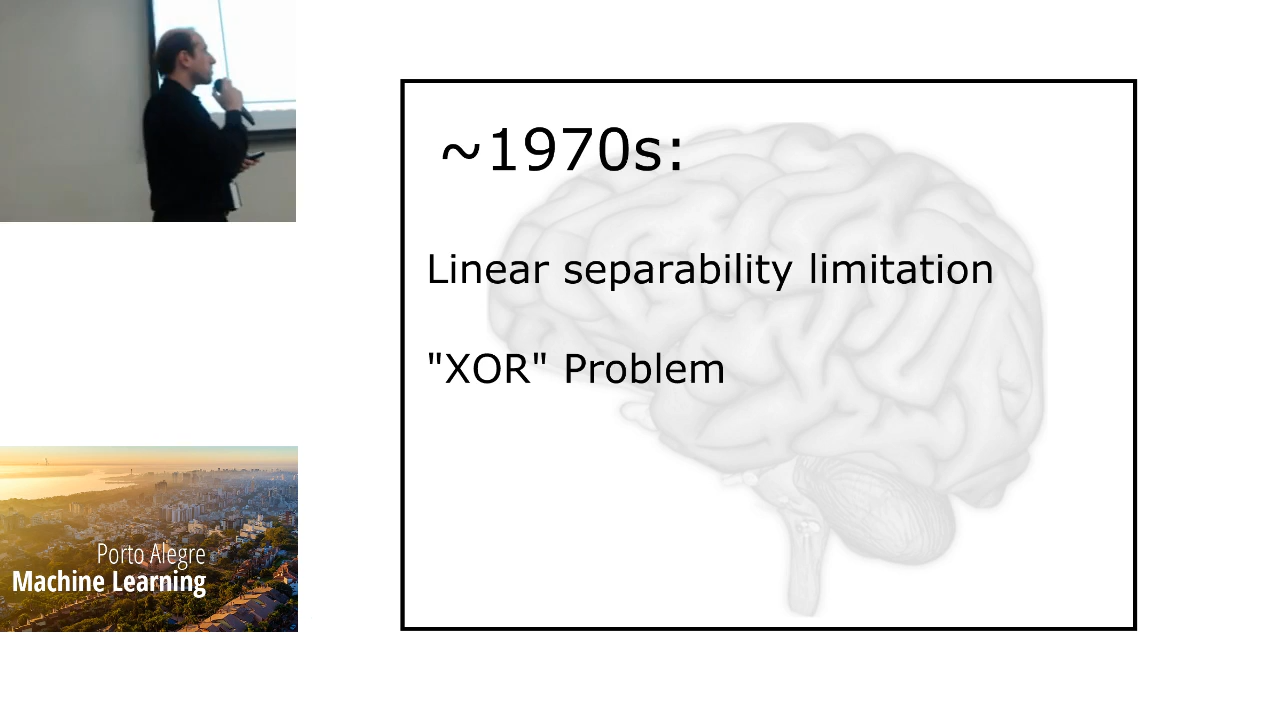 ~1970s:
Linear separability limitation
"XOR" Problem
Porto Alegre
Machine Learning